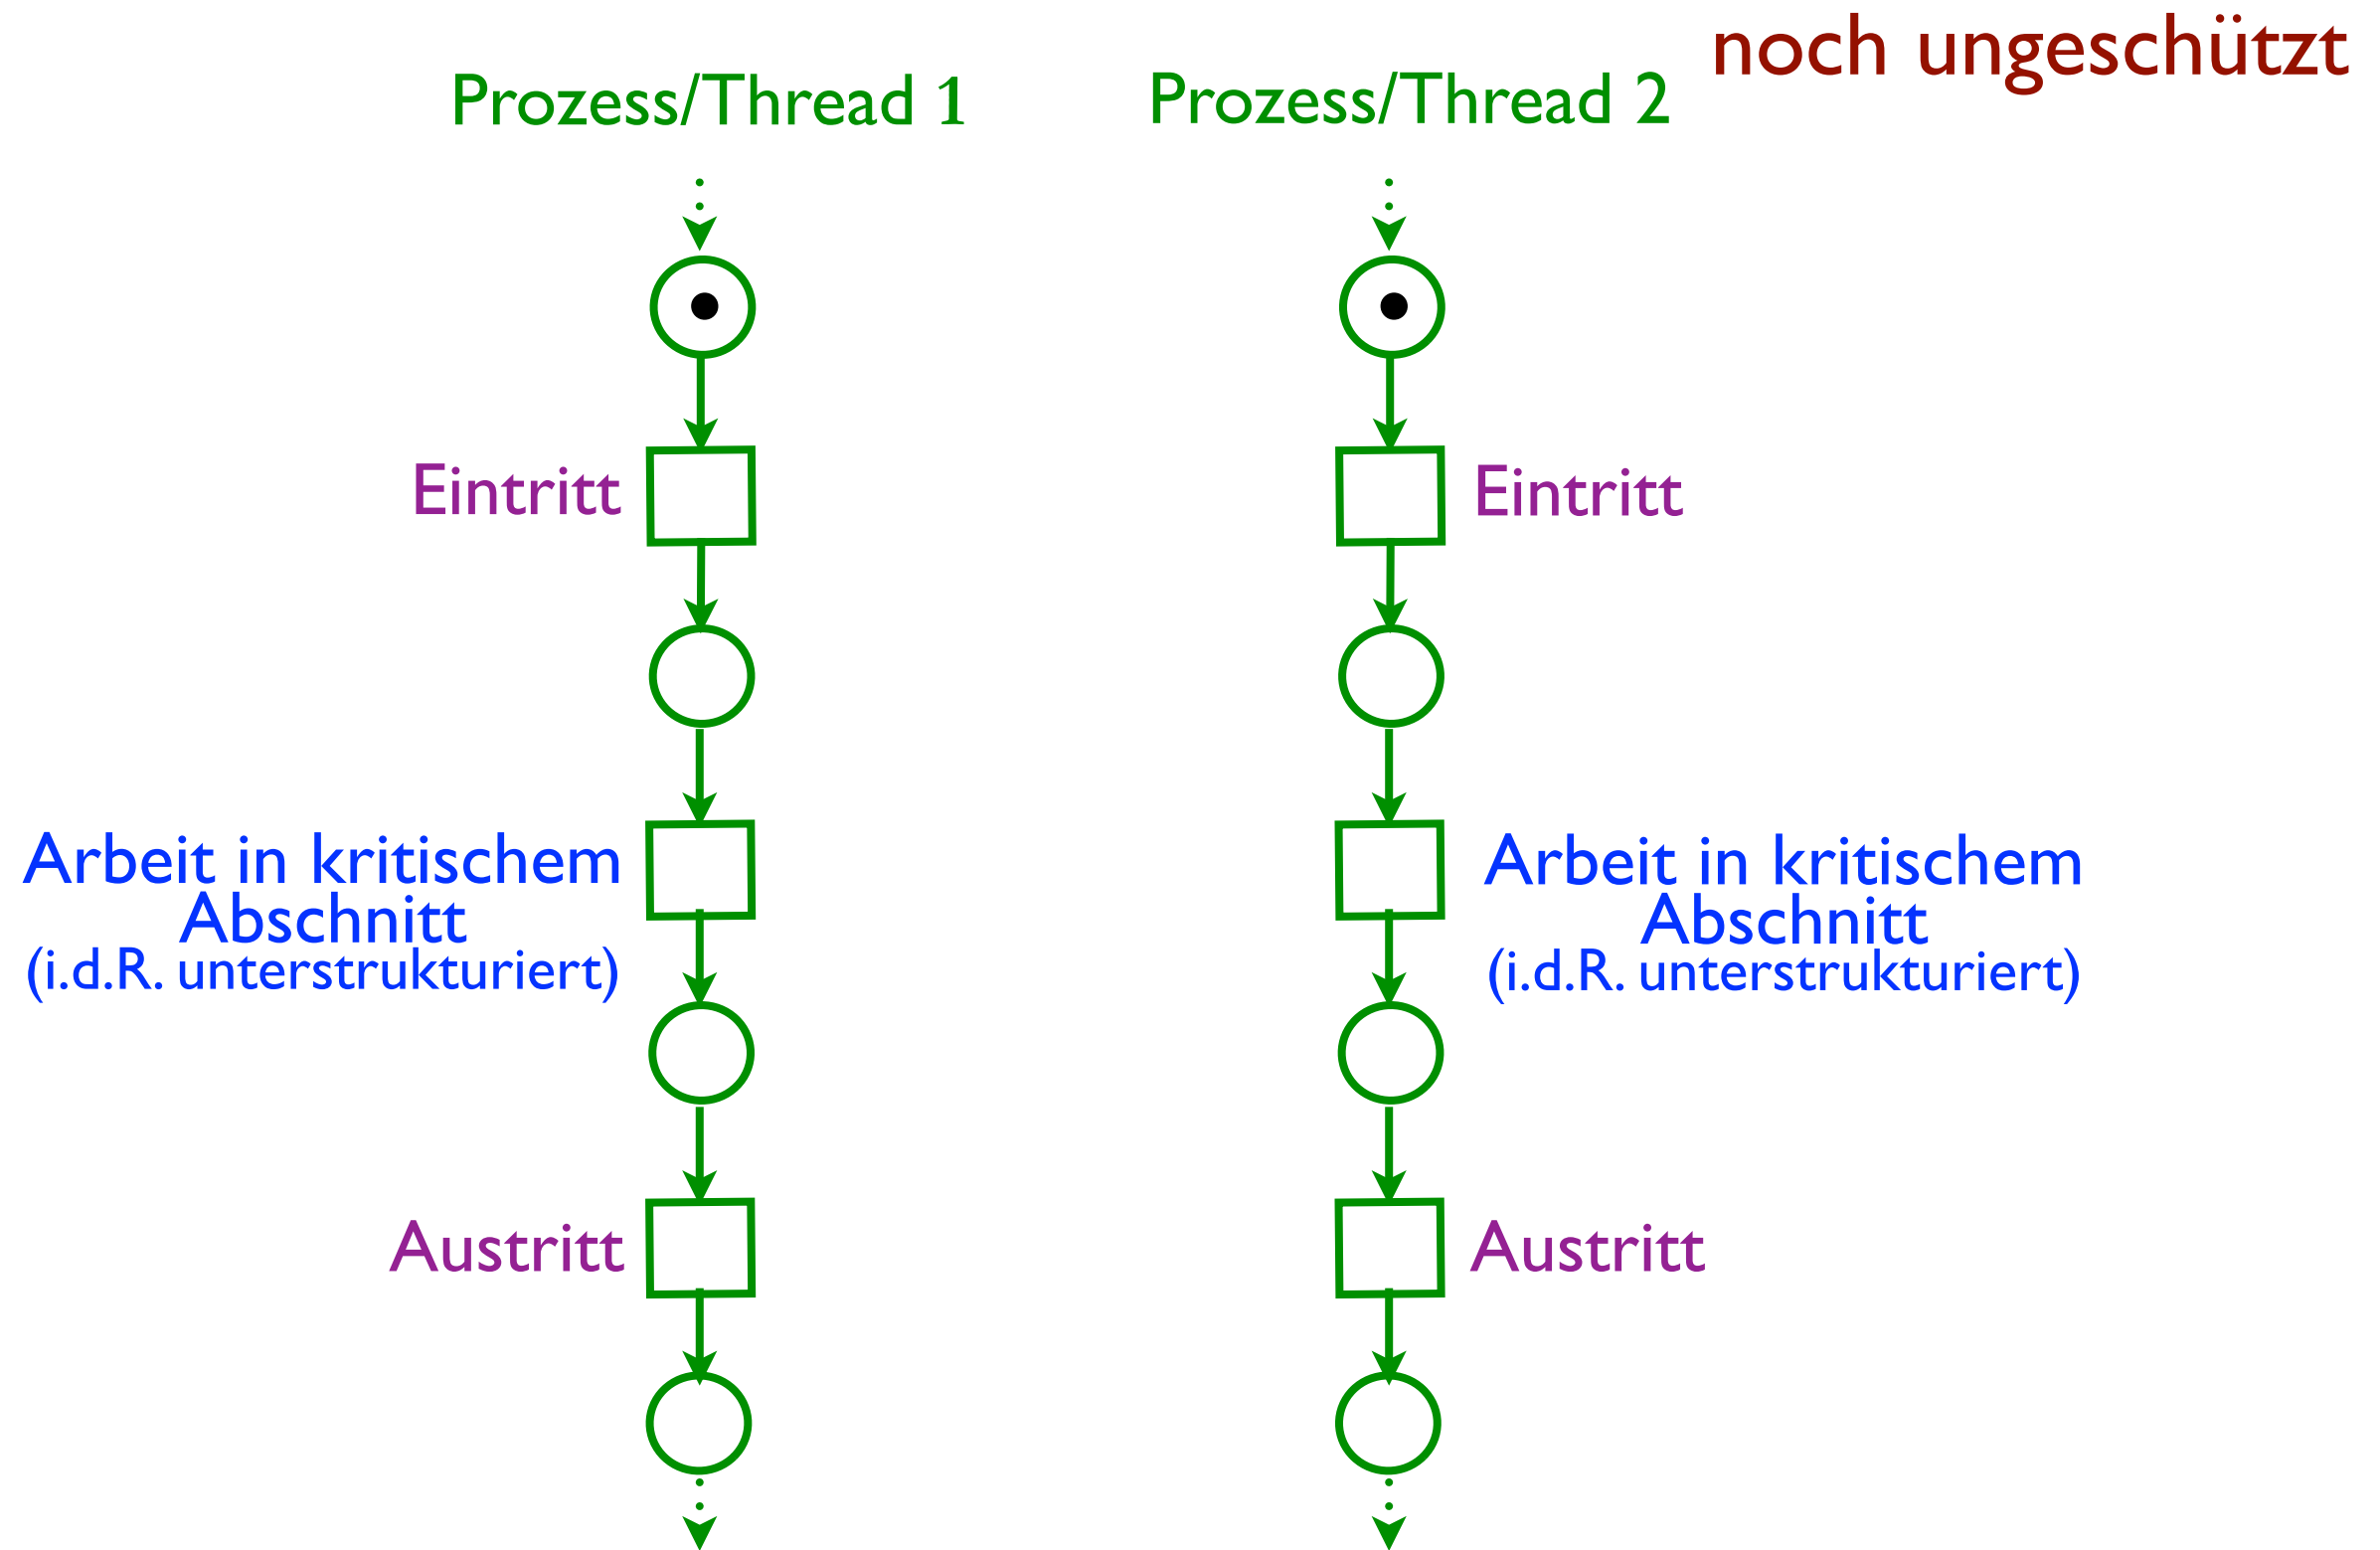 noch ungeschützt
Prozess/Thread 1
Prozess/Thread 2
Eintritt
Eintritt
Arbeit in kritischem
Abschnitt
(i.d.R. unterstrukturiert)
Arbeit in kritischem
Abschnitt
(i.d.R. unterstrulturiert)
Austritt
Austritt